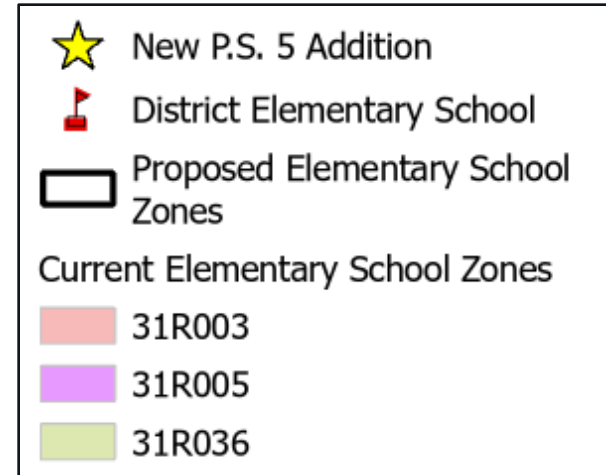 New P.S. 5 Addition
District Elementary School
Proposed Elementary School
Zones
Current Elementary School Zones
31R003
31R005
31R036